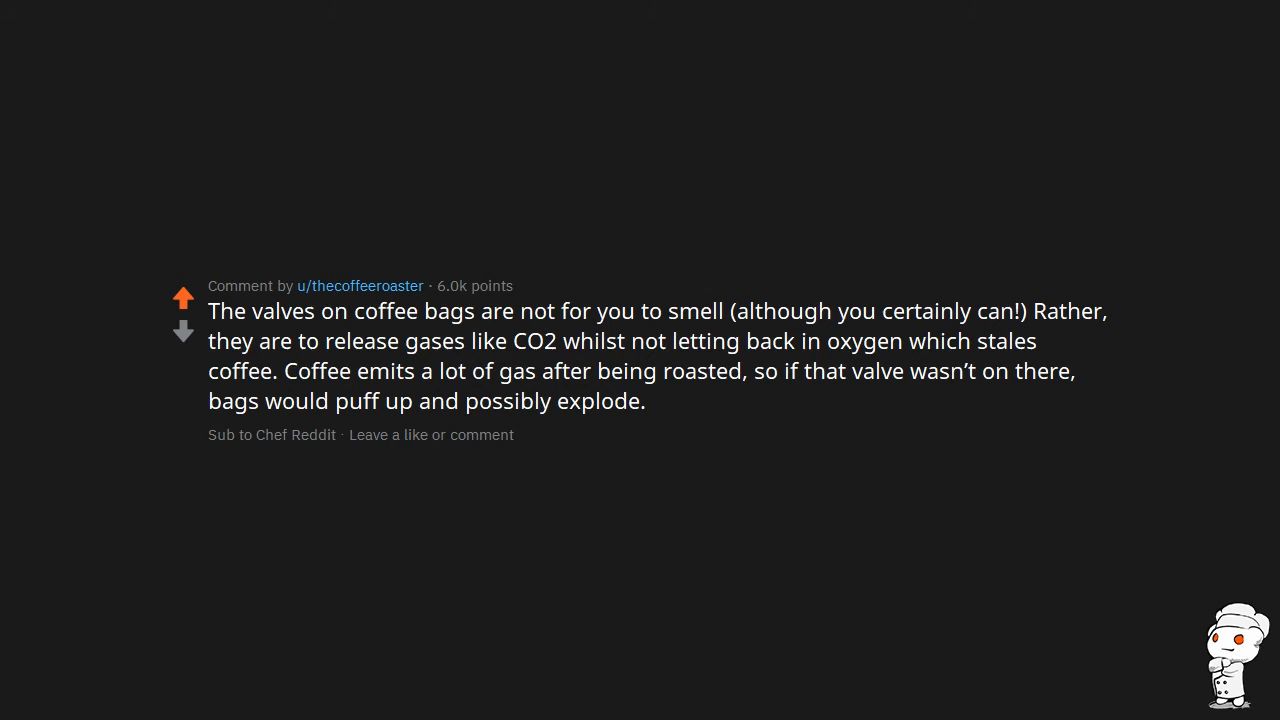 Comment by u/thecoffeeroaster · 6.0k points
The valves on coffee bags are not for you to smell (although you certainly can!) Rather,
they are to release gases like CO2 whilst not letting back in oxygen which stales
coffee. Coffee emits a lot of gas after being roasted, so if that valve wasn’t on there,
bags would puff up and possibly explode.
Sub to Chef Reddit · Leave a like or comment